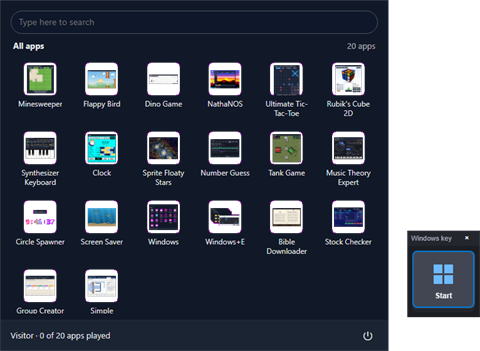 Type here to search
All apps
20 apps
Minesweeper
Flappy Bird
Dino Game
NathaNOS
Ultimate Tic-
Tac-Toe
Rubik's Cube
2D
Synthesizer
Keyboard
Clock
Sprite Floaty
Stars
Number Guess
Tank Game
Music Theory
Expert
Circle Spawner
Screen Saver
Windows
Windows+E
Bible
Downloader
Stock Checker
Group Creator
Simple
Visitor · 0 of 20 apps played
Windows key
×
Start